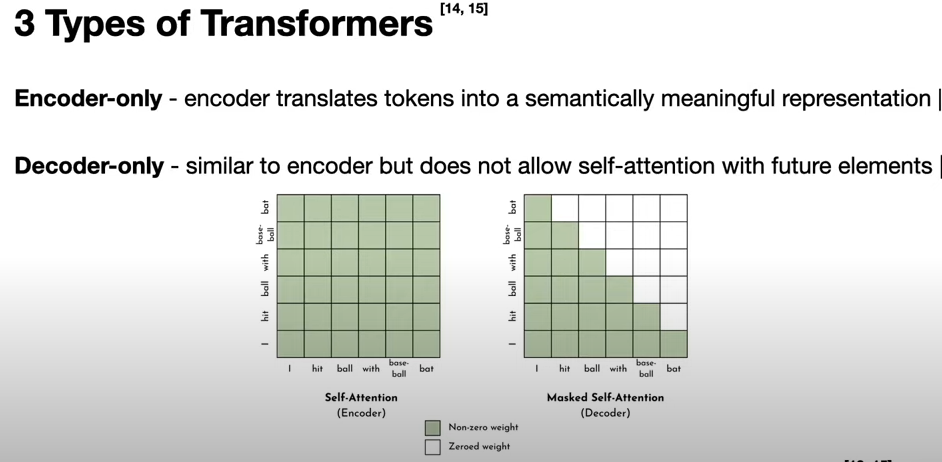 3 Types of Transformers [14, 15]
Encoder-only - encoder translates tokens into a semantically meaningful representation
Decoder-only - similar to encoder but does not allow self-attention with future elements
bat
base-
ball
with
ball
hit
I
I hit ball with base-ball bat
Self-Attention
(Encoder)
bat
base-
ball
with
ball
hit
I
I hit ball with base-ball bat
Masked Self-Attention
(Decoder)
Non-zero weight
Zeroed weight